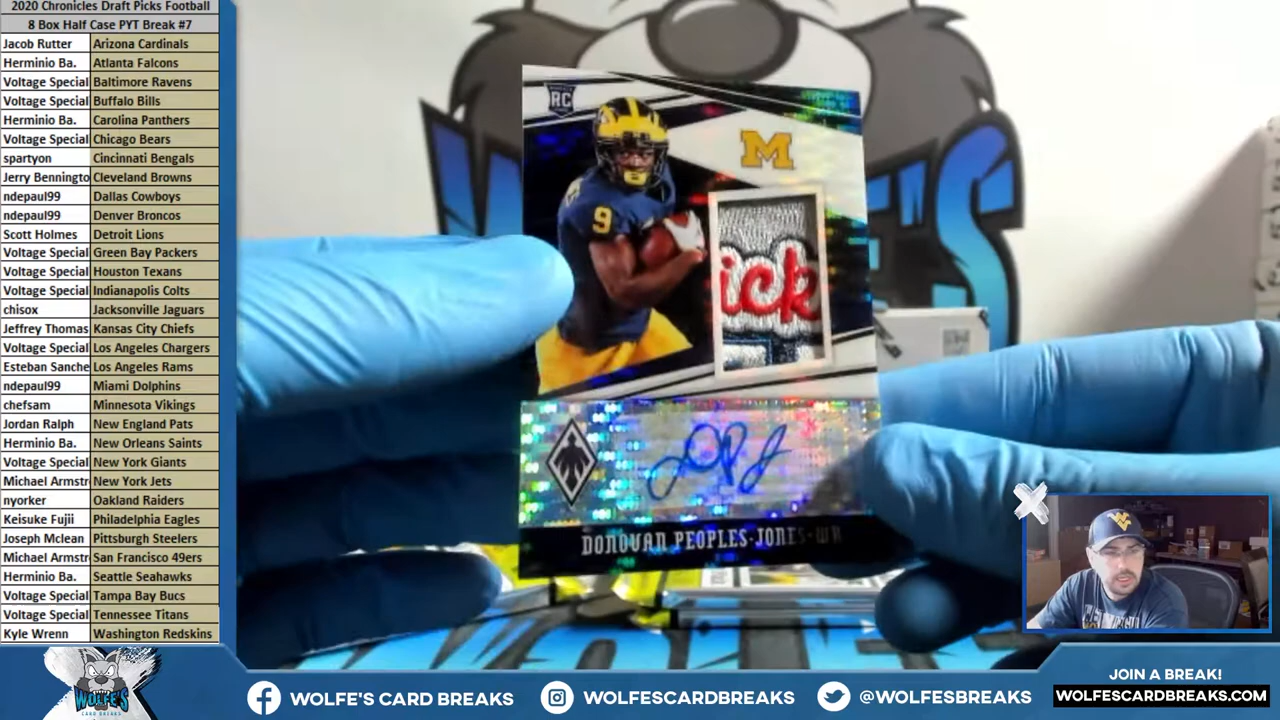 2020 Chronicles Draft Picks Football
8 Box Half Case PYT Break #7
Jacob Rutter Arizona Cardinals
Herminio Ba. Atlanta Falcons
Voltage Special Baltimore Ravens
Voltage Special Buffalo Bills
Herminio Ba. Carolina Panthers
Voltage Special Chicago Bears
spartyon Cincinnati Bengals
Jerry Benningto Cleveland Browns
ndepaul99 Dallas Cowboys
ndepaul99 Denver Broncos
Scott Holmes Detroit Lions
Voltage Special Green Bay Packers
Voltage Special Houston Texans
Voltage Special Indianapolis Colts
chisox Jacksonville Jaguars
Jeffrey Thomas Kansas City Chiefs
Voltage Special Los Angeles Chargers
Esteban Sanche Los Angeles Rams
ndepaul99 Miami Dolphins
chefsam Minnesota Vikings
Jordan Ralph New England Pats
Herminio Ba. New Orleans Saints
Voltage Special New York Giants
Michael Armstr New York Jets
nyorker Oakland Raiders
Keisuke Fujii Philadelphia Eagles
Joseph Mclean Pittsburgh Steelers
Michael Armstr San Francisco 49ers
Herminio Ba. Seattle Seahawks
Voltage Special Tampa Bay Bucs
Voltage Special Tennessee Titans
Kyle Wrenn Washington Redskins
RC
M
9
ick
DONOVAN PEOPLES-JONES·WR
WOLFE'S
CARD BREAKS
WOLFE'S CARD BREAKS
WOLFESCARDBREAKS
@WOLFESBREAKS
JOIN A BREAK!
WOLFESCARDBREAKS.COM